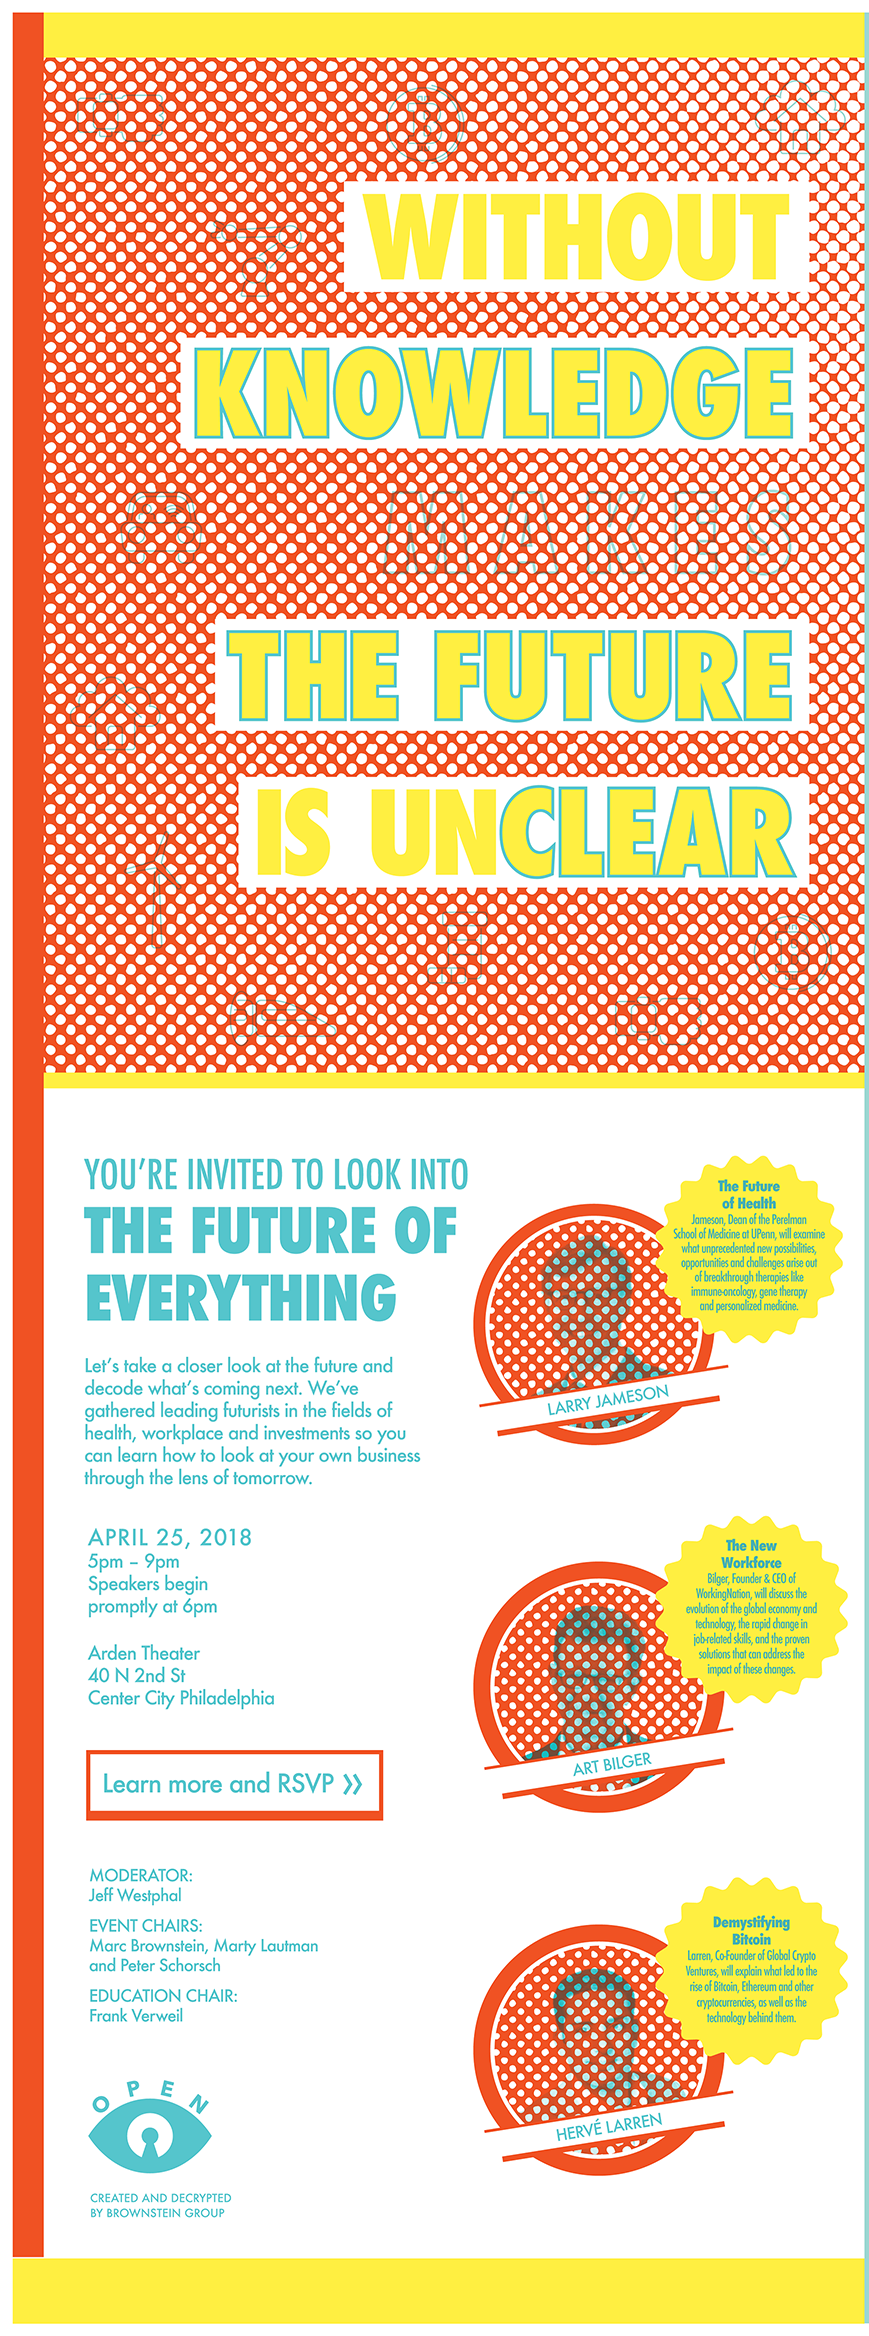 WITHOUT
KNOWLEDGE
MAKES
THE FUTURE
IS UNCLEAR
YOU'RE INVITED TO LOOK INTO
THE FUTURE OF
EVERYTHING
Let's take a closer look at the future and
decode what's coming next. We've
gathered leading futurists in the fields of
health, workplace and investments so you
can learn how to look at your own business
through the lens of tomorrow.
APRIL 25, 2018
5pm – 9pm
Speakers begin
promptly at 6pm
Arden Theater
40 N 2nd St
Center City Philadelphia
Learn more and RSVP »
MODERATOR:
Jeff Westphal
EVENT CHAIRS:
Marc Brownstein, Marty Lautman
and Peter Schorsch
EDUCATION CHAIR:
Frank Verweil
OPEN
CREATED AND DECRYPTED
BY BROWNSTEIN GROUP
The Future
of Health
Jameson, Dean of the Perelman
School of Medicine at UPenn, will examine
what unprecedented new possibilities,
opportunities and challenges arise out
of breakthrough therapies like
immune-oncology, gene therapy
and personalized medicine.
LARRY JAMESON
The New
Workforce
Bilger, Founder & CEO of
WorkingNation, will discuss the
evolution of the global economy and
technology, the rapid change in
job-related skills, and the proven
solutions that can address the
impact of these changes.
ART BILGER
Demystifying
Bitcoin
Larren, Co-Founder of Global Crypto
Ventures, will explain what led to the
rise of Bitcoin, Ethereum and other
cryptocurrencies, as well as the
technology behind them.
HERVÉ LARREN